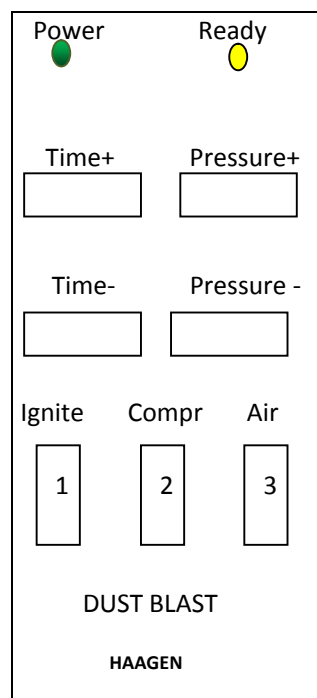 Power Ready
Time+ Pressure+
Time- Pressure -
Ignite Compr Air
1 2 3
DUST BLAST
HAAGEN